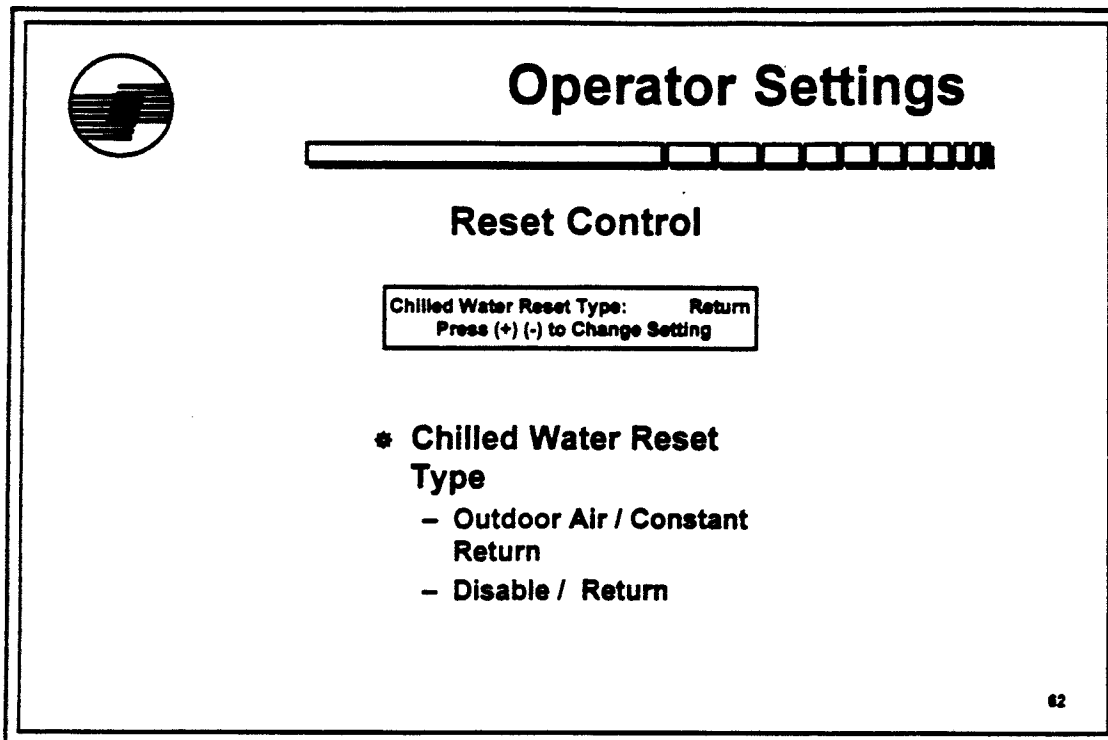 Operator Settings
Reset Control
Chilled Water Reset Type: Return
Press (+) (-) to Change Setting
Chilled Water Reset
Type
– Outdoor Air / Constant
Return
– Disable / Return
62